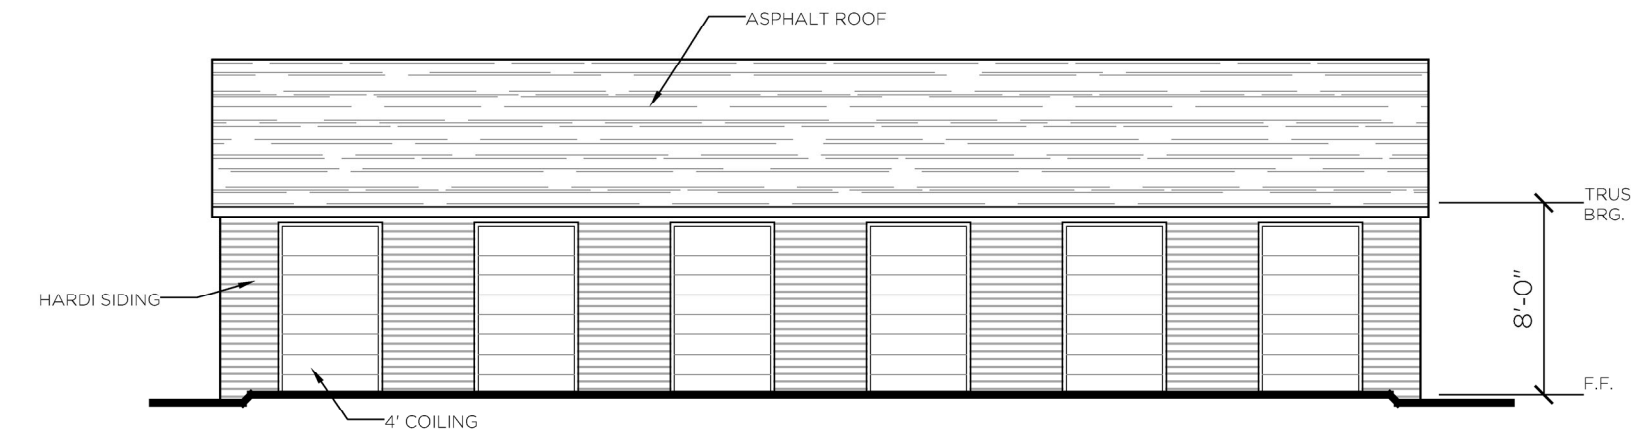 ASPHALT ROOF
TRUS
BRG.
8'-0"
HARDI SIDING
F.F.
4' COILING